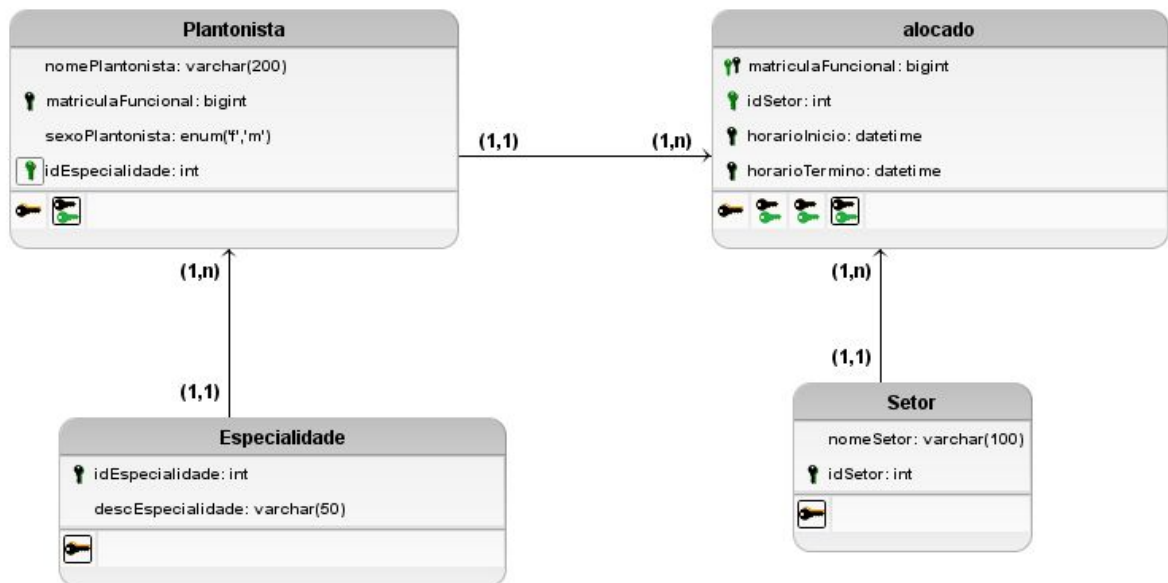 Plantonista
nomePlantonista: varchar(200)
matriculaFuncional: bigint
sexoPlantonista: enum('f','m')
idEspecialidade: int
alocado
matriculaFuncional: bigint
idSetor: int
horarioInicio: datetime
horarioTermino: datetime
(1,1)
(1,n)
(1,n)
(1,1)
(1,n)
(1,1)
Especialidade
idEspecialidade: int
descEspecialidade: varchar(50)
Setor
nomeSetor: varchar(100)
idSetor: int